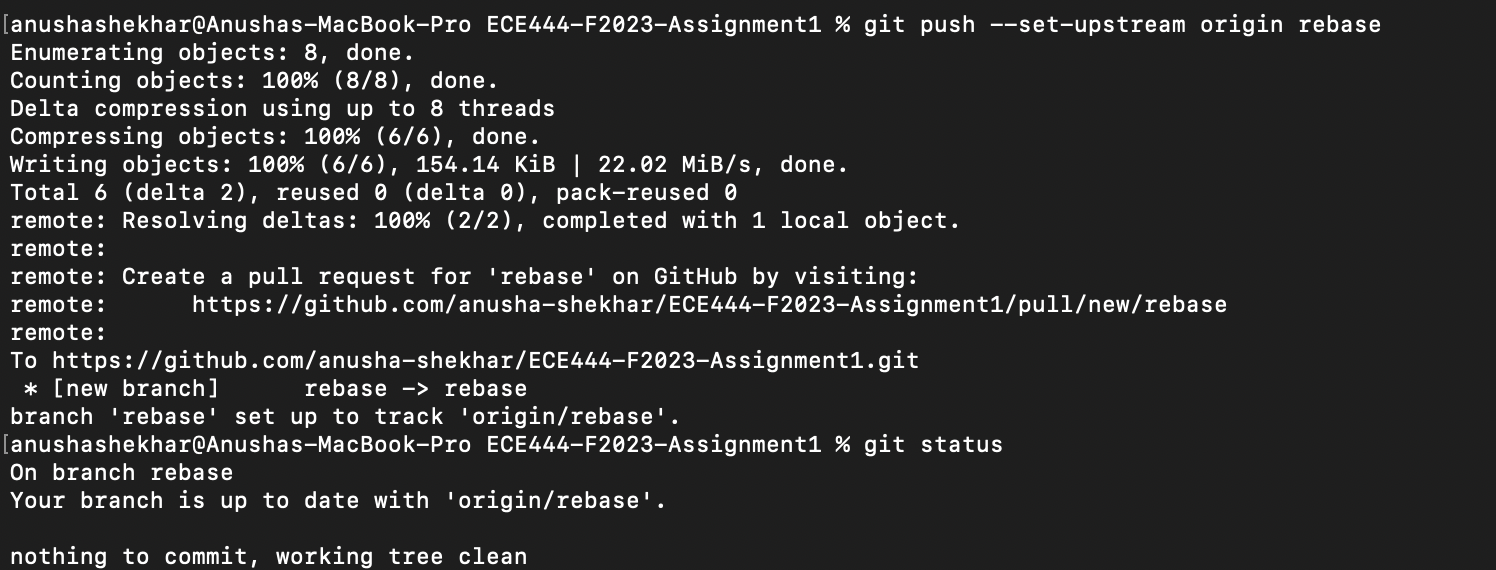 [anushashekhar@Anushas-MacBook-Pro ECE444-F2023-Assignment1 % git push --set-upstream origin rebase
Enumerating objects: 8, done.
Counting objects: 100% (8/8), done.
Delta compression using up to 8 threads
Compressing objects: 100% (6/6), done.
Writing objects: 100% (6/6), 154.14 KiB | 22.02 MiB/s, done.
Total 6 (delta 2), reused 0 (delta 0), pack-reused 0
remote: Resolving deltas: 100% (2/2), completed with 1 local object.
remote:
remote: Create a pull request for 'rebase' on GitHub by visiting:
remote:      https://github.com/anusha-shekhar/ECE444-F2023-Assignment1/pull/new/rebase
remote:
To https://github.com/anusha-shekhar/ECE444-F2023-Assignment1.git
 * [new branch]      rebase -> rebase
branch 'rebase' set up to track 'origin/rebase'.
[anushashekhar@Anushas-MacBook-Pro ECE444-F2023-Assignment1 % git status
On branch rebase
Your branch is up to date with 'origin/rebase'.

nothing to commit, working tree clean